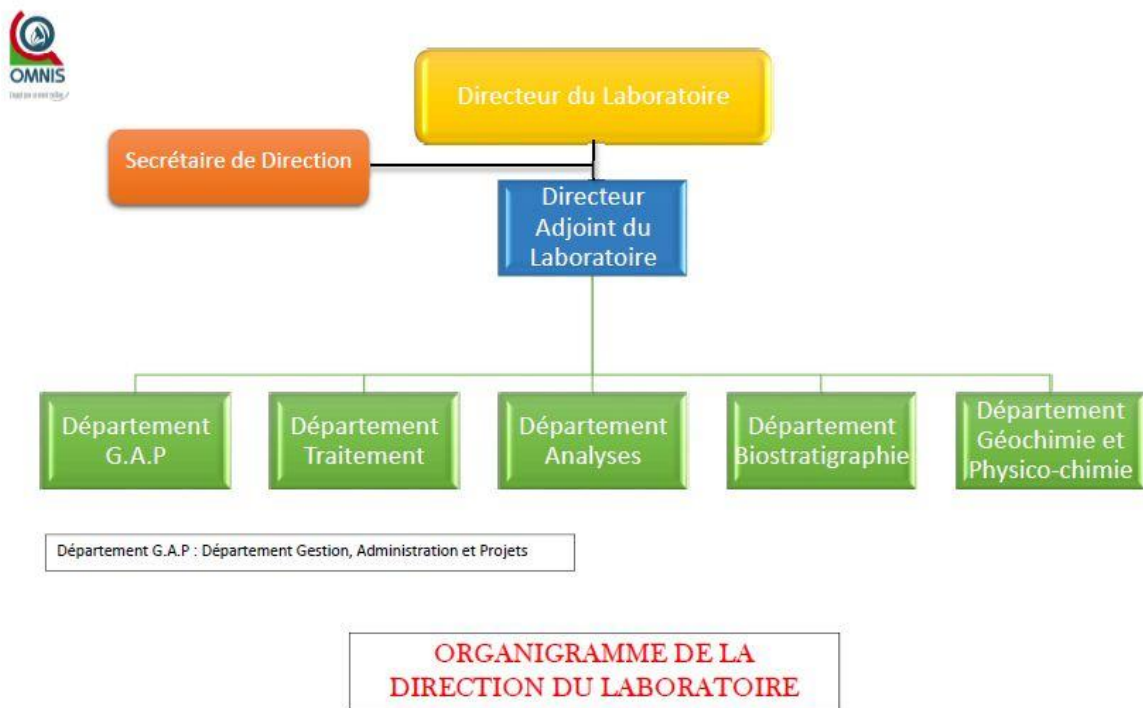 OMNIS
Directeur du Laboratoire
Secrétaire de Direction
Directeur
Adjoint du
Laboratoire
Département
G.A.P
Département
Traitement
Département
Analyses
Département
Biostratigraphie
Département
Géochimie et
Physico-chimie
Département G.A.P : Département Gestion, Administration et Projets
ORGANIGRAMME DE LA
DIRECTION DU LABORATOIRE